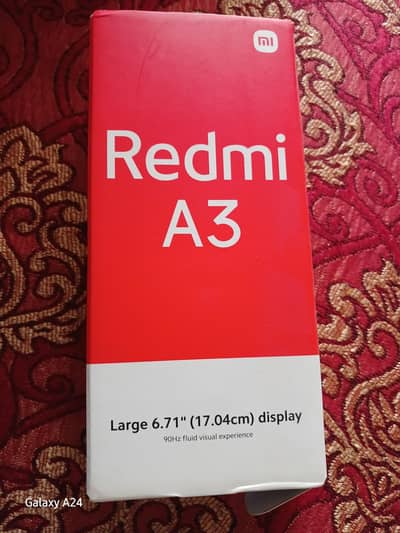 mi
Redmi
A3
Large 6.71" (17.04cm) display
90Hz fluid visual experience
Galaxy A24